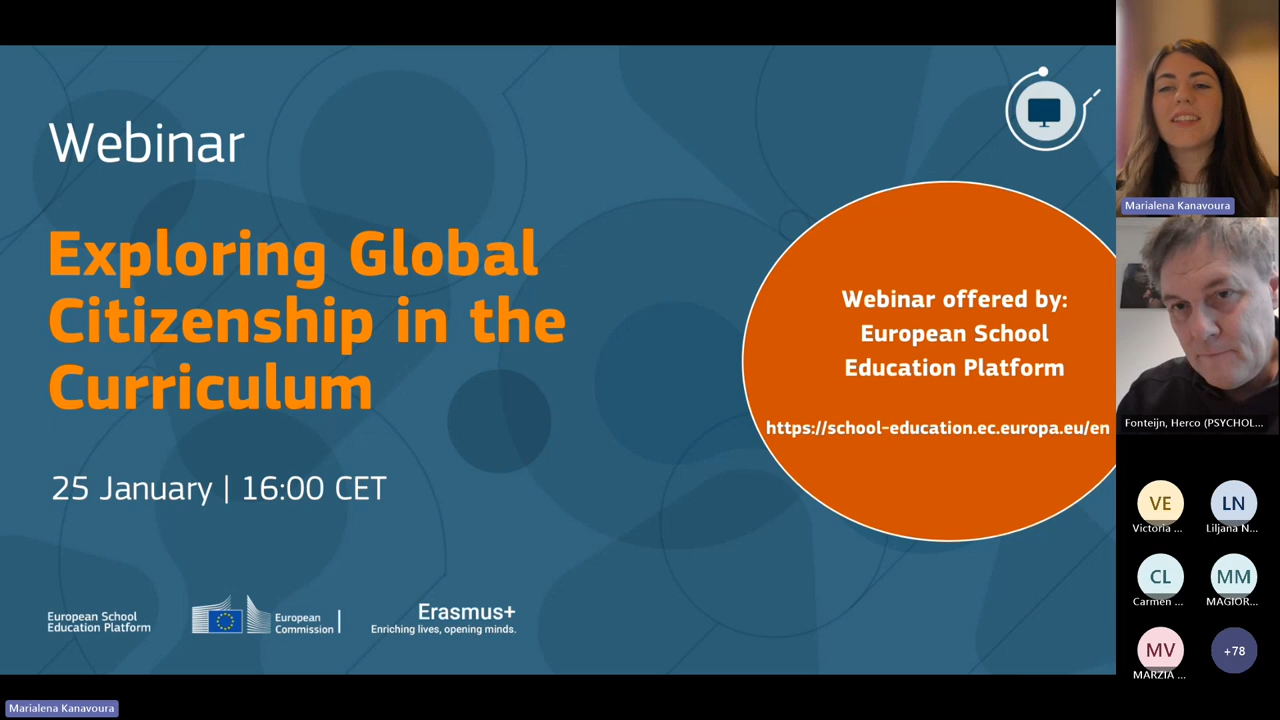 Webinar
Exploring Global
Citizenship in the
Curriculum
25 January | 16:00 CET
Webinar offered by:
European School
Education Platform
https://school-education.ec.europa.eu/en
European School
Education Platform
European
Commission
Erasmus+
Enriching lives, opening minds.
Marialena Kanavoura
Fonteijn, Herco (PSYCHOL...
VE
Victoria ...
LN
Liljana N...
CL
Carmen ...
MM
MAGIOR...
MV
MARZIA ...
+78
Marialena Kanavoura